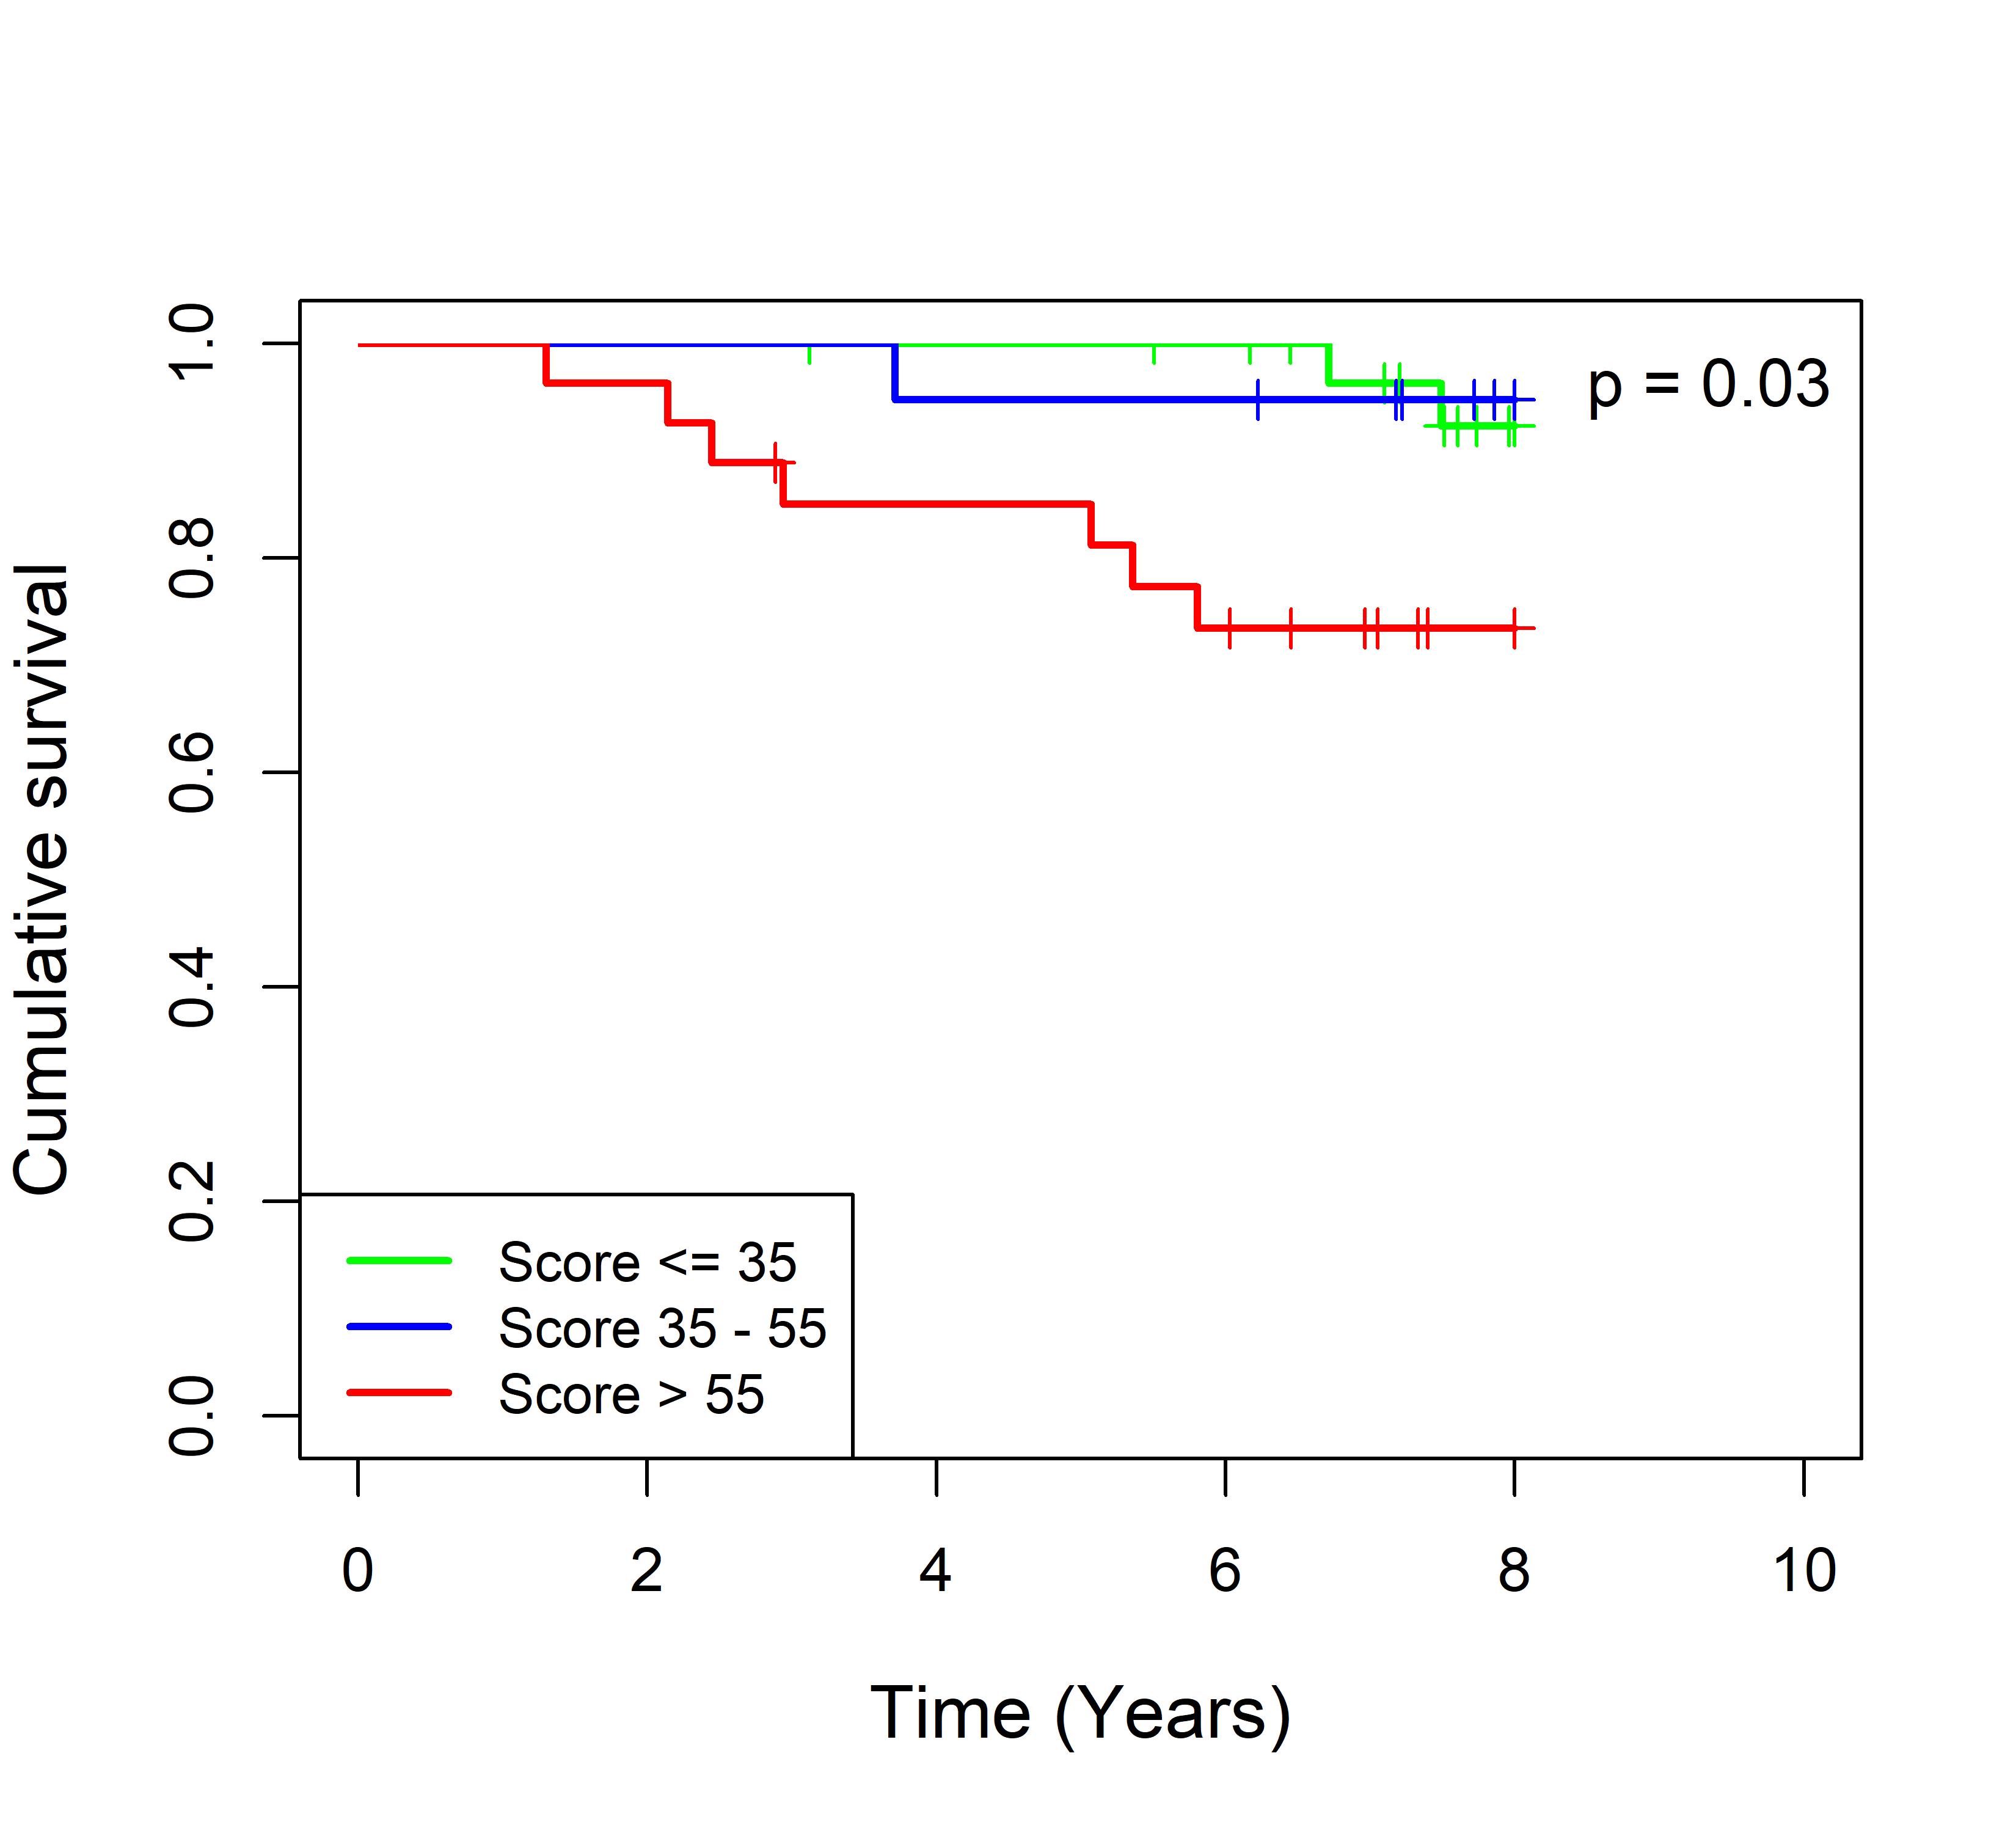 Cumulative survival
1.0
0.8
0.6
0.4
0.2
0.0
p = 0.03
Score <= 35
Score 35 - 55
Score > 55
0 2 4 6 8 10
Time (Years)